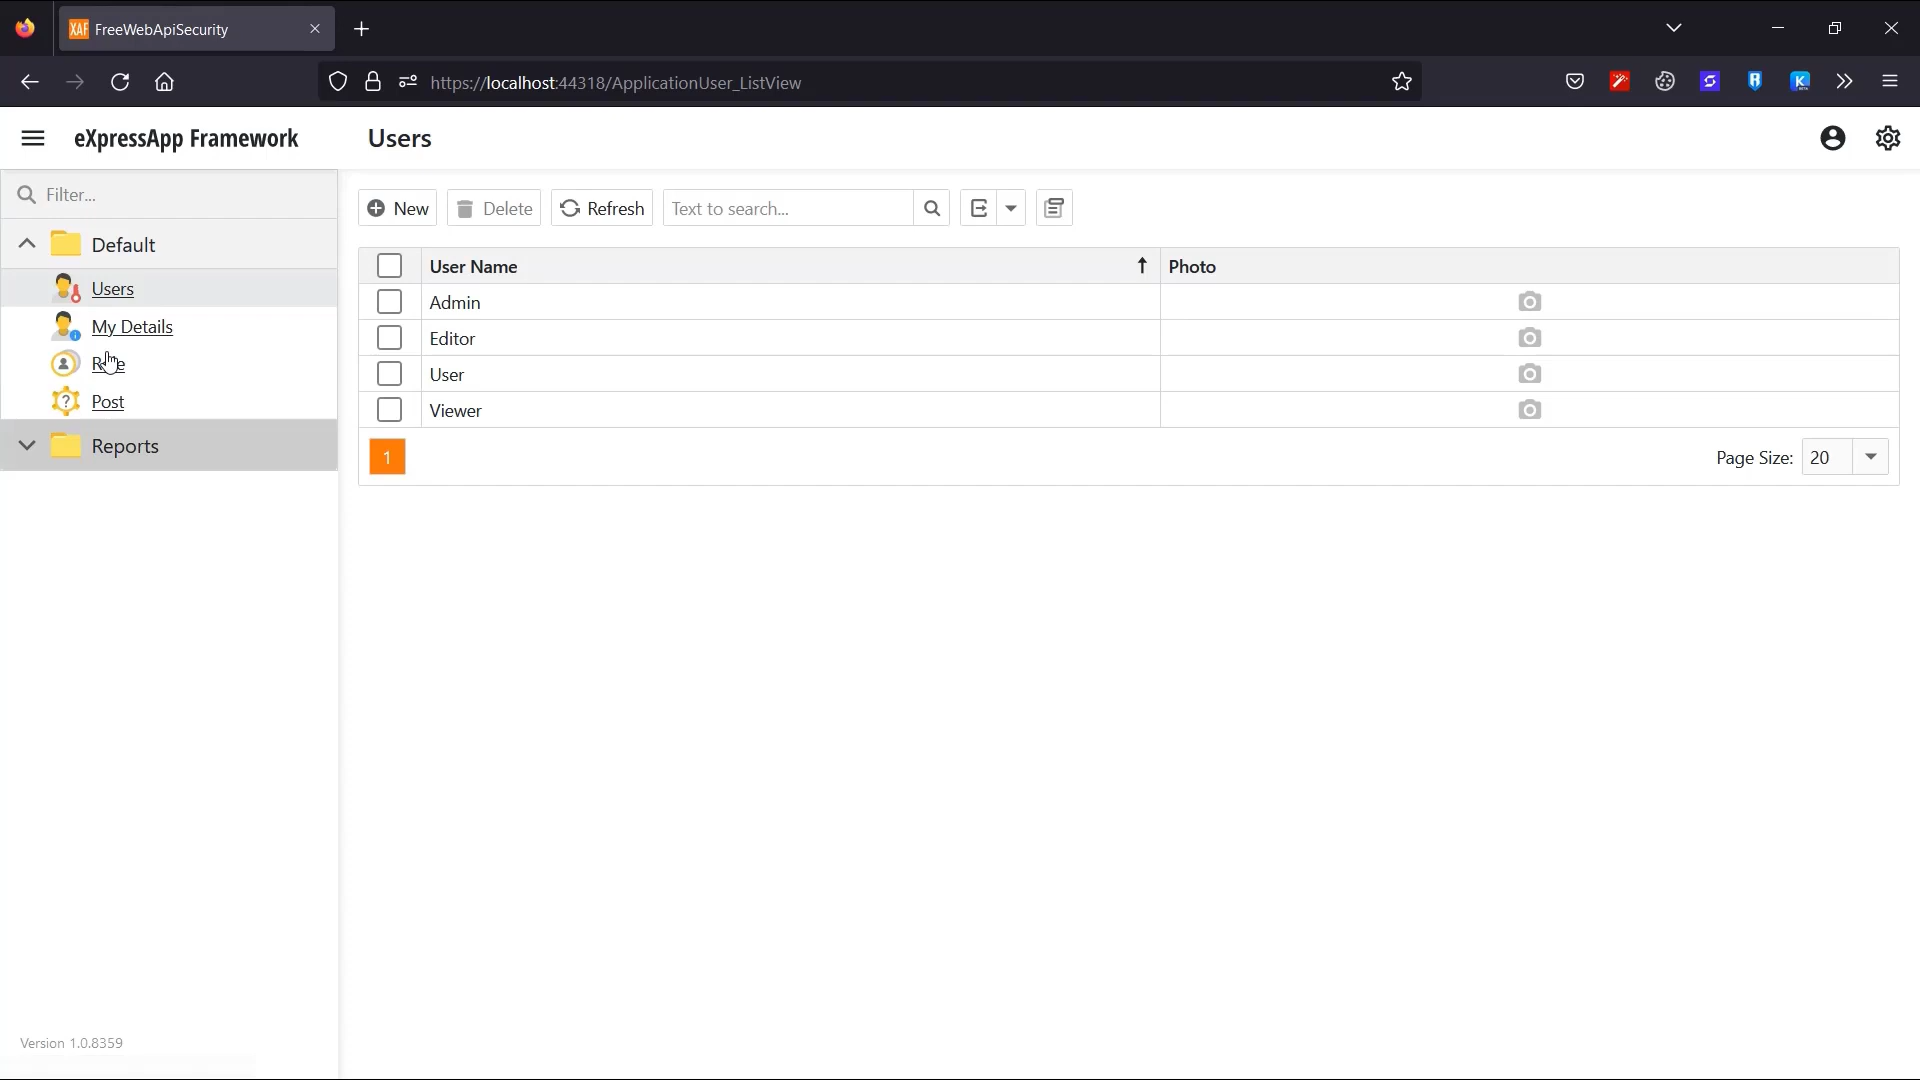 XAF FreeWebApiSecurity
https://localhost:44318/ApplicationUser_ListView
eXpressApp Framework
Users
Filter...
New
Delete
Refresh
Text to search...
Default
Users
My Details
Post
Reports
User Name
Photo
Admin
Editor
User
Viewer
1
Page Size: 20
Version 1.0.8359